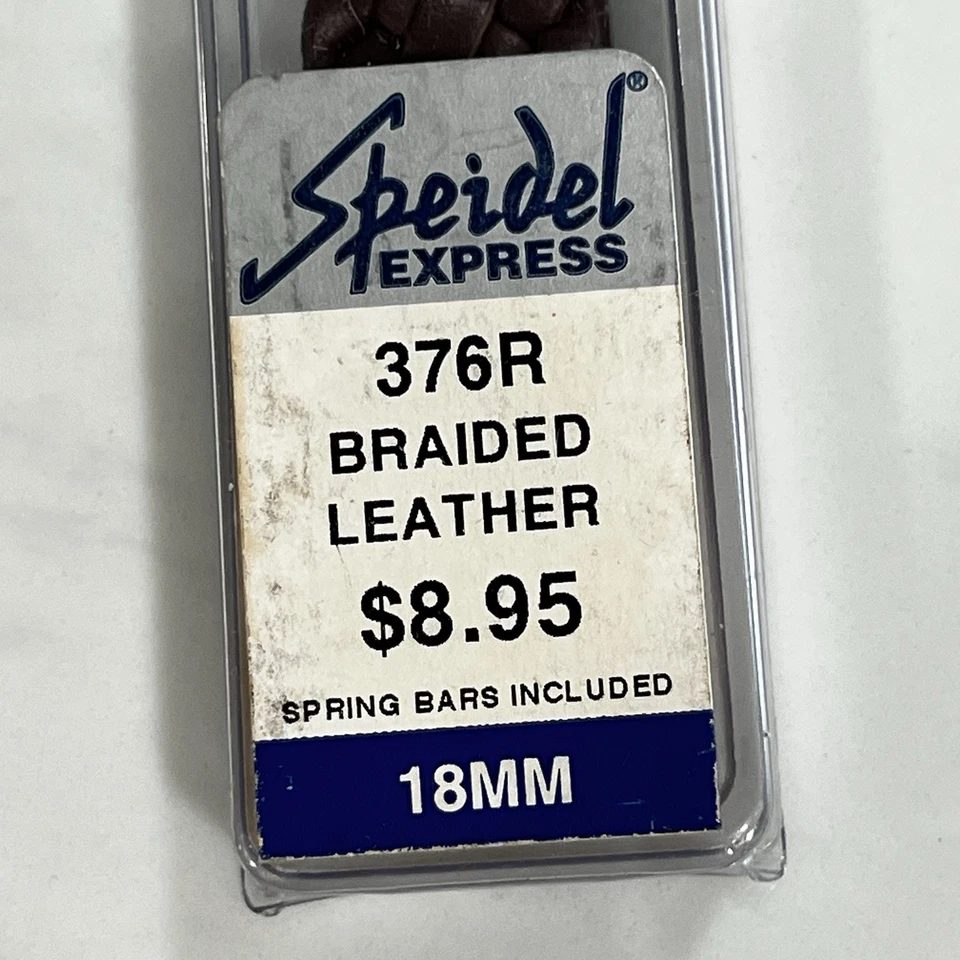 Speidel®
EXPRESS
376R
BRAIDED
LEATHER
$8.95
SPRING BARS INCLUDED
18MM